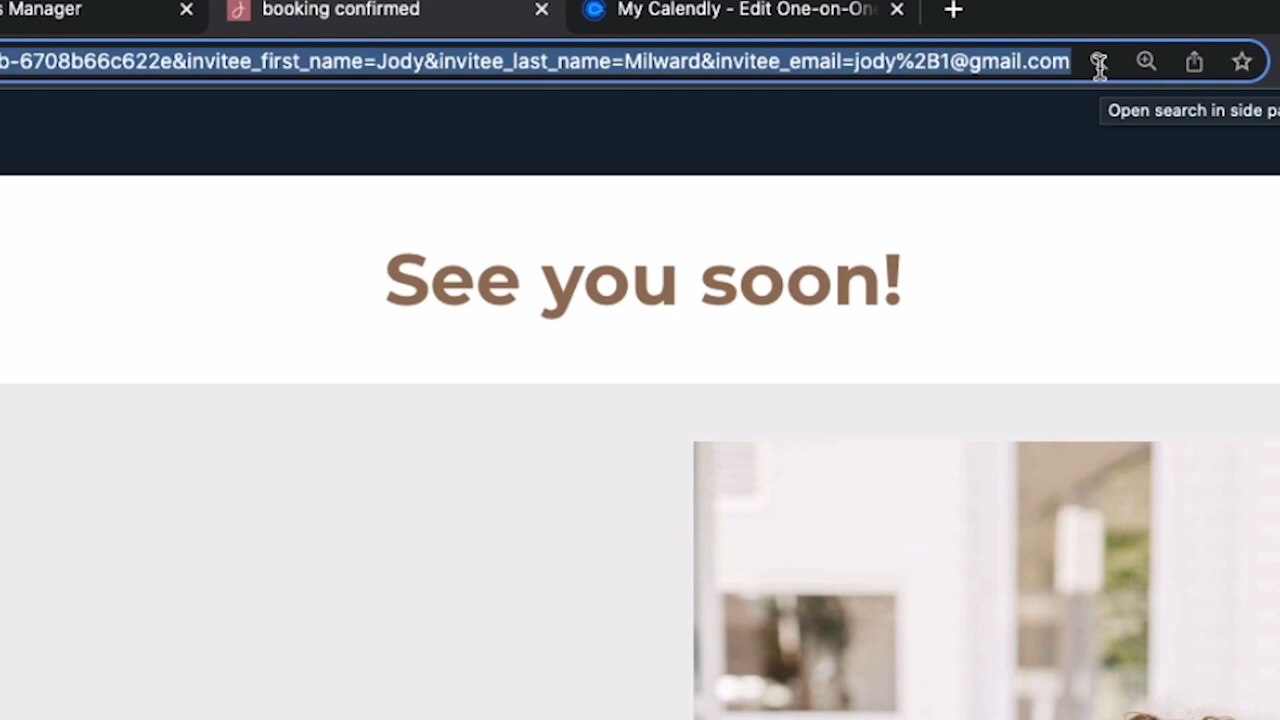 s Manager
booking confirmed
My Calendly - Edit One-on-On
b-6708b66c622e&invitee_first_name=Jody&invitee_last_name=Milward&invitee_email=jody%2B1@gmail.com
Open search in side pa
See you soon!